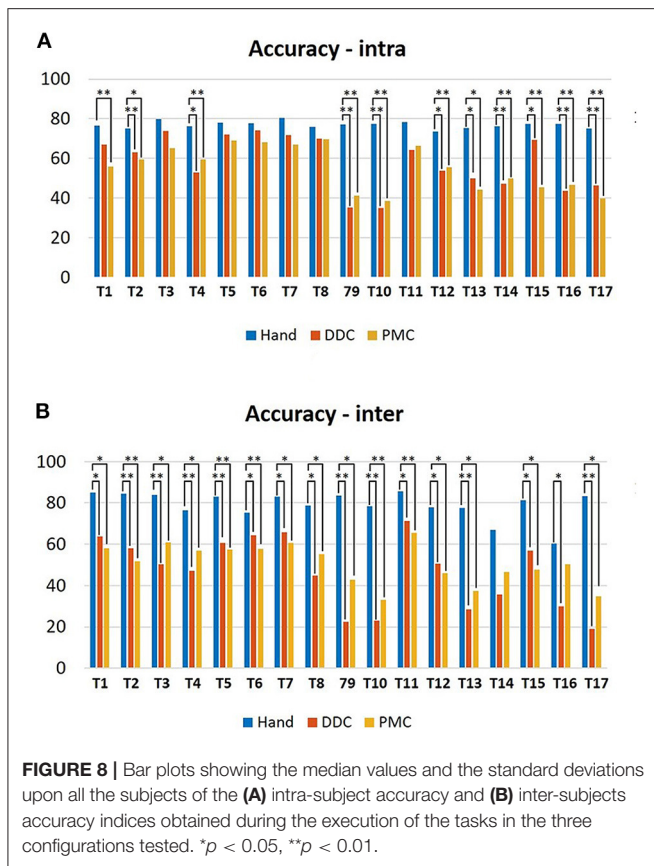 A
Accuracy - intra
100
** * ** ** ** ** * ** ** ** **
** * ** ** * * ** * ** **
80
60
40
20
0
T1 T2 T3 T4 T5 T6 T7 T8 79 T10 T11 T12 T13 T14 T15 T16 T17
Hand DDC PMC
B
Accuracy - inter
100
* ** * * ** ** * * * ** ** * * * * *
* ** ** ** ** * * * ** ** * * ** * **
80
60
40
20
0
T1 T2 T3 T4 T5 T6 T7 T8 79 T10 T11 T12 T13 T14 T15 T16 T17
Hand DDC PMC
FIGURE 8 | Bar plots showing the median values and the standard deviations
upon all the subjects of the (A) intra-subject accuracy and (B) inter-subjects
accuracy indices obtained during the execution of the tasks in the three
configurations tested. *p < 0.05, **p < 0.01.